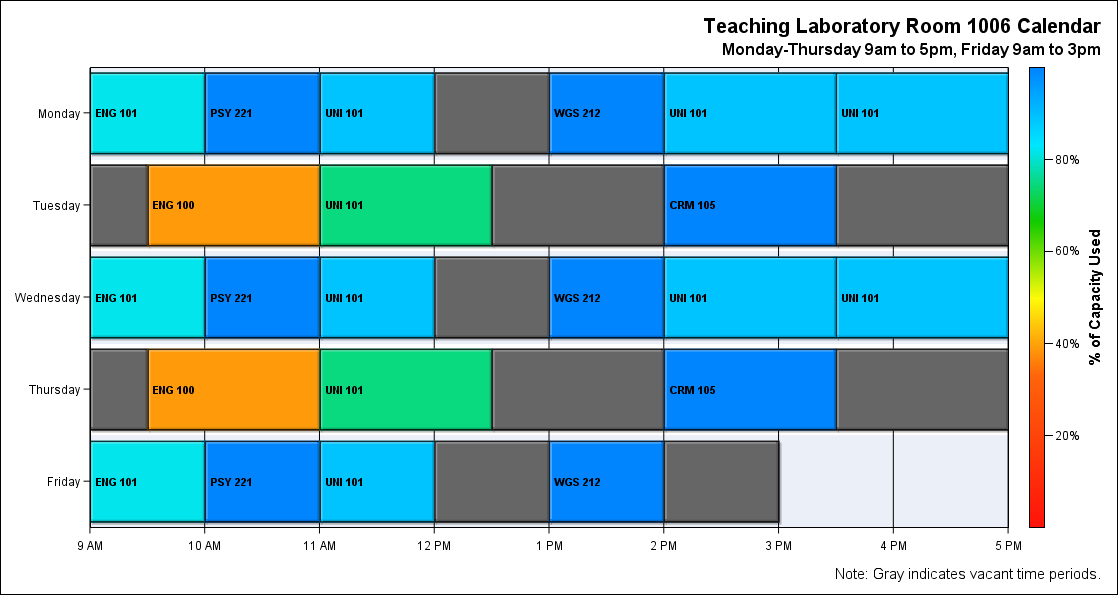 Teaching Laboratory Room 1006 Calendar
Monday-Thursday 9am to 5pm, Friday 9am to 3pm
Monday
ENG 101 PSY 221 UNI 101 WGS 212 UNI 101 UNI 101
Tuesday
ENG 100 UNI 101 CRM 105
Wednesday
ENG 101 PSY 221 UNI 101 WGS 212 UNI 101 UNI 101
Thursday
ENG 100 UNI 101 CRM 105
Friday
ENG 101 PSY 221 UNI 101 WGS 212
9 AM 10 AM 11 AM 12 PM 1 PM 2 PM 3 PM 4 PM 5 PM
80%
60%
40%
20%
% of Capacity Used
Note: Gray indicates vacant time periods.